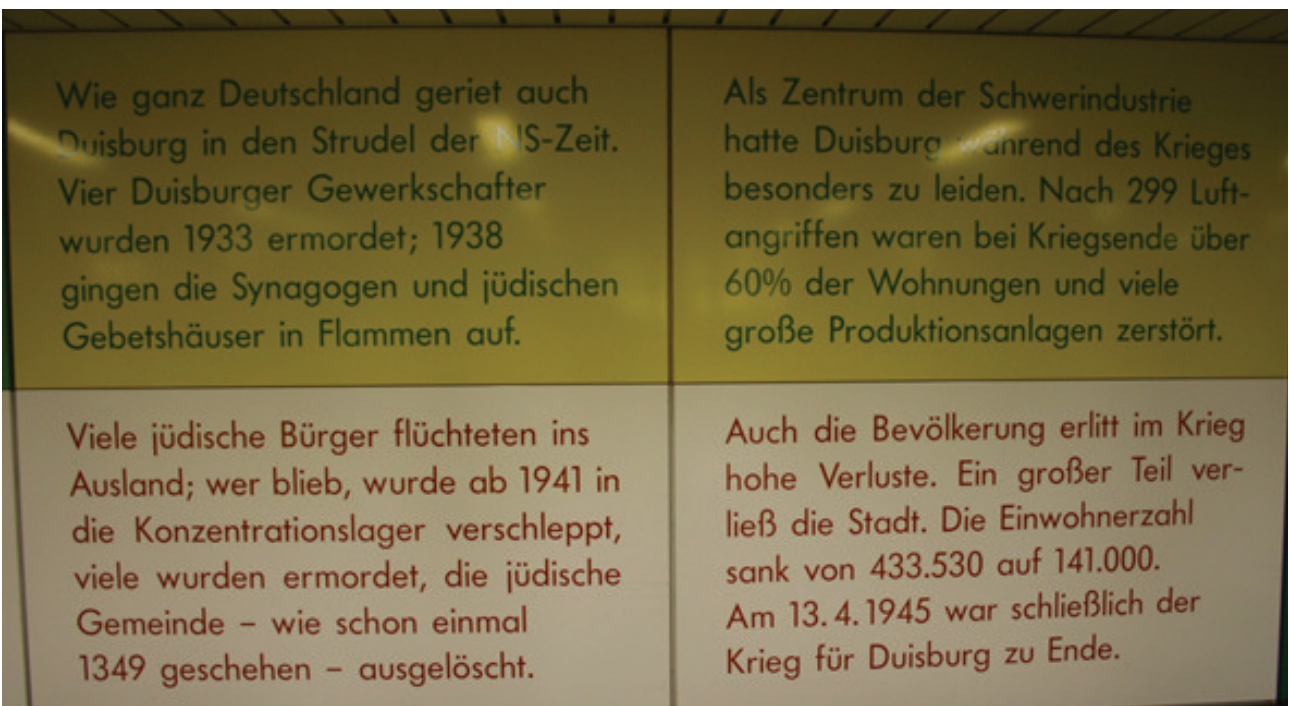 Wie ganz Deutschland geriet auch
Duisburg in den Strudel der NS-Zeit.
Vier Duisburger Gewerkschafter
wurden 1933 ermordet; 1938
gingen die Synagogen und jüdischen
Gebetshäuser in Flammen auf.
Viele jüdische Bürger flüchteten ins
Ausland; wer blieb, wurde ab 1941 in
die Konzentrationslager verschleppt,
viele wurden ermordet, die jüdische
Gemeinde – wie schon einmal
1349 geschehen – ausgelöscht.
Als Zentrum der Schwerindustrie
hatte Duisburg während des Krieges
besonders zu leiden. Nach 299 Luft-
angriffen waren bei Kriegsende über
60% der Wohnungen und viele
große Produktionsanlagen zerstört.
Auch die Bevölkerung erlitt im Krieg
hohe Verluste. Ein großer Teil ver-
ließ die Stadt. Die Einwohnerzahl
sank von 433.530 auf 141.000.
Am 13.4.1945 war schließlich der
Krieg für Duisburg zu Ende.